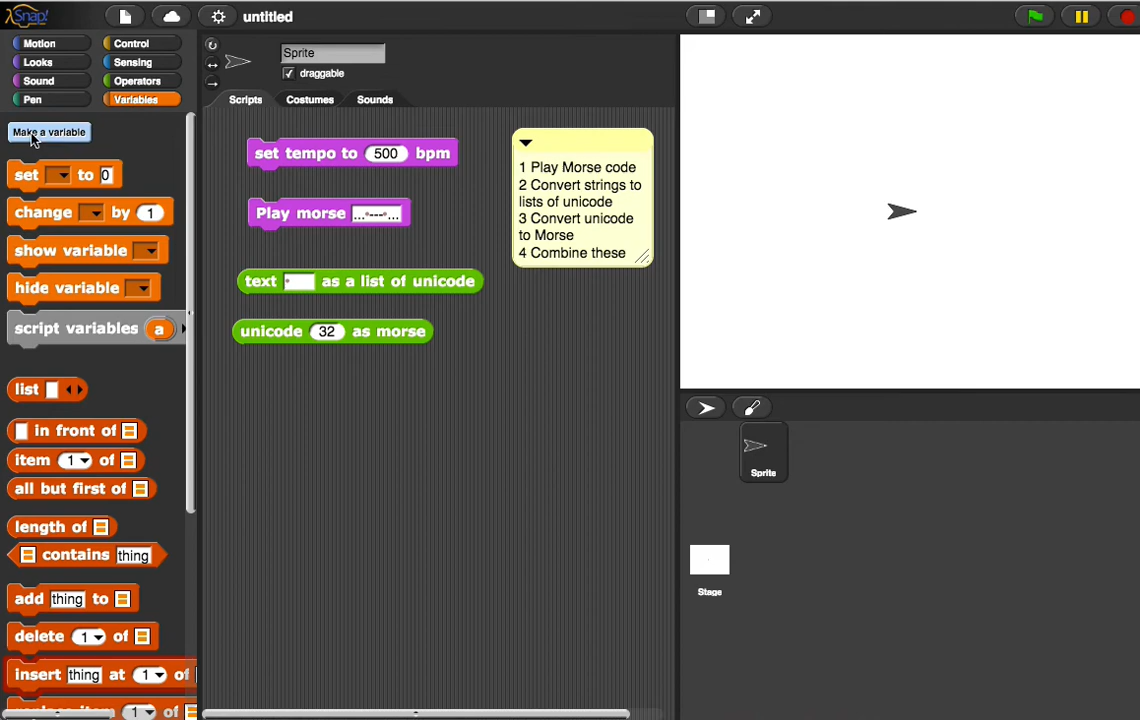 Snap!
untitled
Motion
Control
Looks
Sensing
Sound
Operators
Pen
Variables
Make a variable
set to 0
change by 1
show variable
hide variable
script variables a
list
in front of
item 1 of
all but first of
length of
contains thing
add thing to
delete 1 of
insert thing at 1 of
Sprite
draggable
Scripts
Costumes
Sounds
set tempo to 500 bpm
Play morse ...·---·...
text as a list of unicode
unicode 32 as morse
1 Play Morse code
2 Convert strings to
lists of unicode
3 Convert unicode
to Morse
4 Combine these
Sprite
Stage